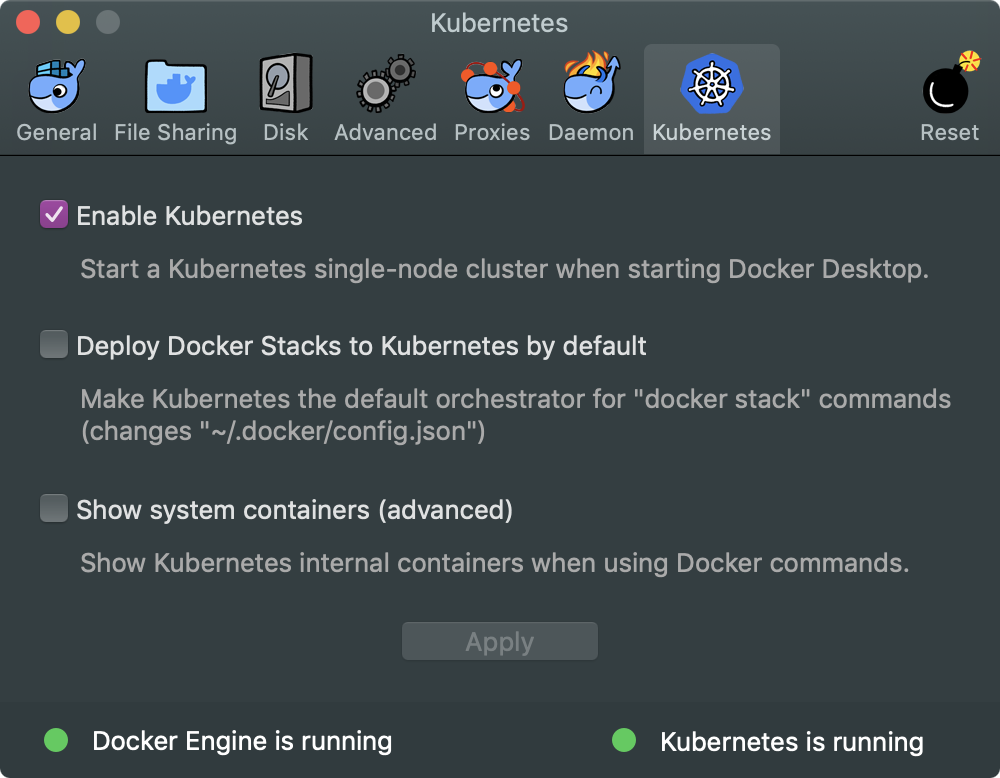 Kubernetes
General File Sharing Disk Advanced Proxies Daemon Kubernetes Reset
Enable Kubernetes
Start a Kubernetes single-node cluster when starting Docker Desktop.
Deploy Docker Stacks to Kubernetes by default
Make Kubernetes the default orchestrator for "docker stack" commands
(changes "~/.docker/config.json")
Show system containers (advanced)
Show Kubernetes internal containers when using Docker commands.
Apply
Docker Engine is running Kubernetes is running